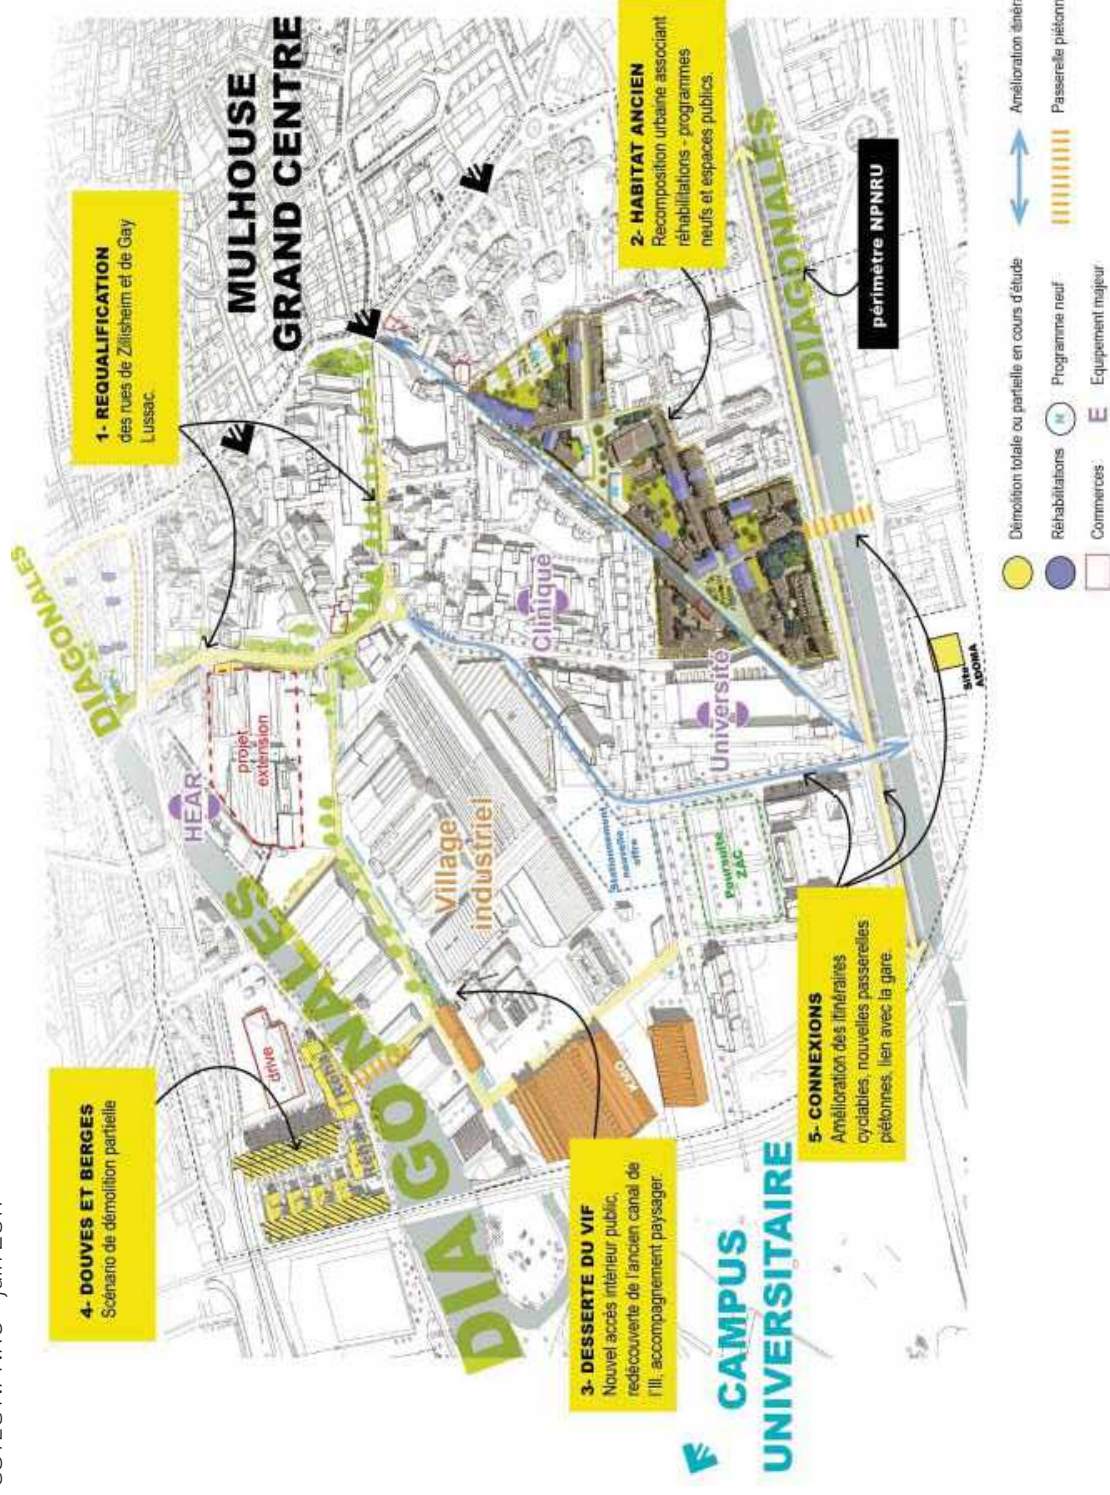 MULHOUSE
GRAND CENTRE
1- REQUALIFICATION
des rues de Zillisheim et de Gay
Lussac.
2- HABITAT ANCIEN
Recomposition urbaine associant
réhabilitations - programmes
neufs et espaces publics.
DIAGONALES
DIAGONALES
DIAGONALES
périmètre NPNRU
HEAR
projet
extension
Clinique
Université
Village
industriel
Stationnement
nouvelle
offre
Poursuite
ZAC
Site
ADOMA
drive
Réha
KMO
4- DOUVES ET BERGES
Scénario de démolition partielle
3- DESSERTE DU VIF
Nouvel accès intérieur public,
redécouverte de l'ancien canal de
l'Ill, accompagnement paysager.
5- CONNEXIONS
Amélioration des itinéraires
cyclables, nouvelles passerelles
piétonnes, lien avec la gare.
CAMPUS
UNIVERSITAIRE
Démolition totale ou partielle en cours d'étude
Amélioration
Réhabilitations
N
Programme neuf
Passerelle
Commerces
E
Equipement majeur